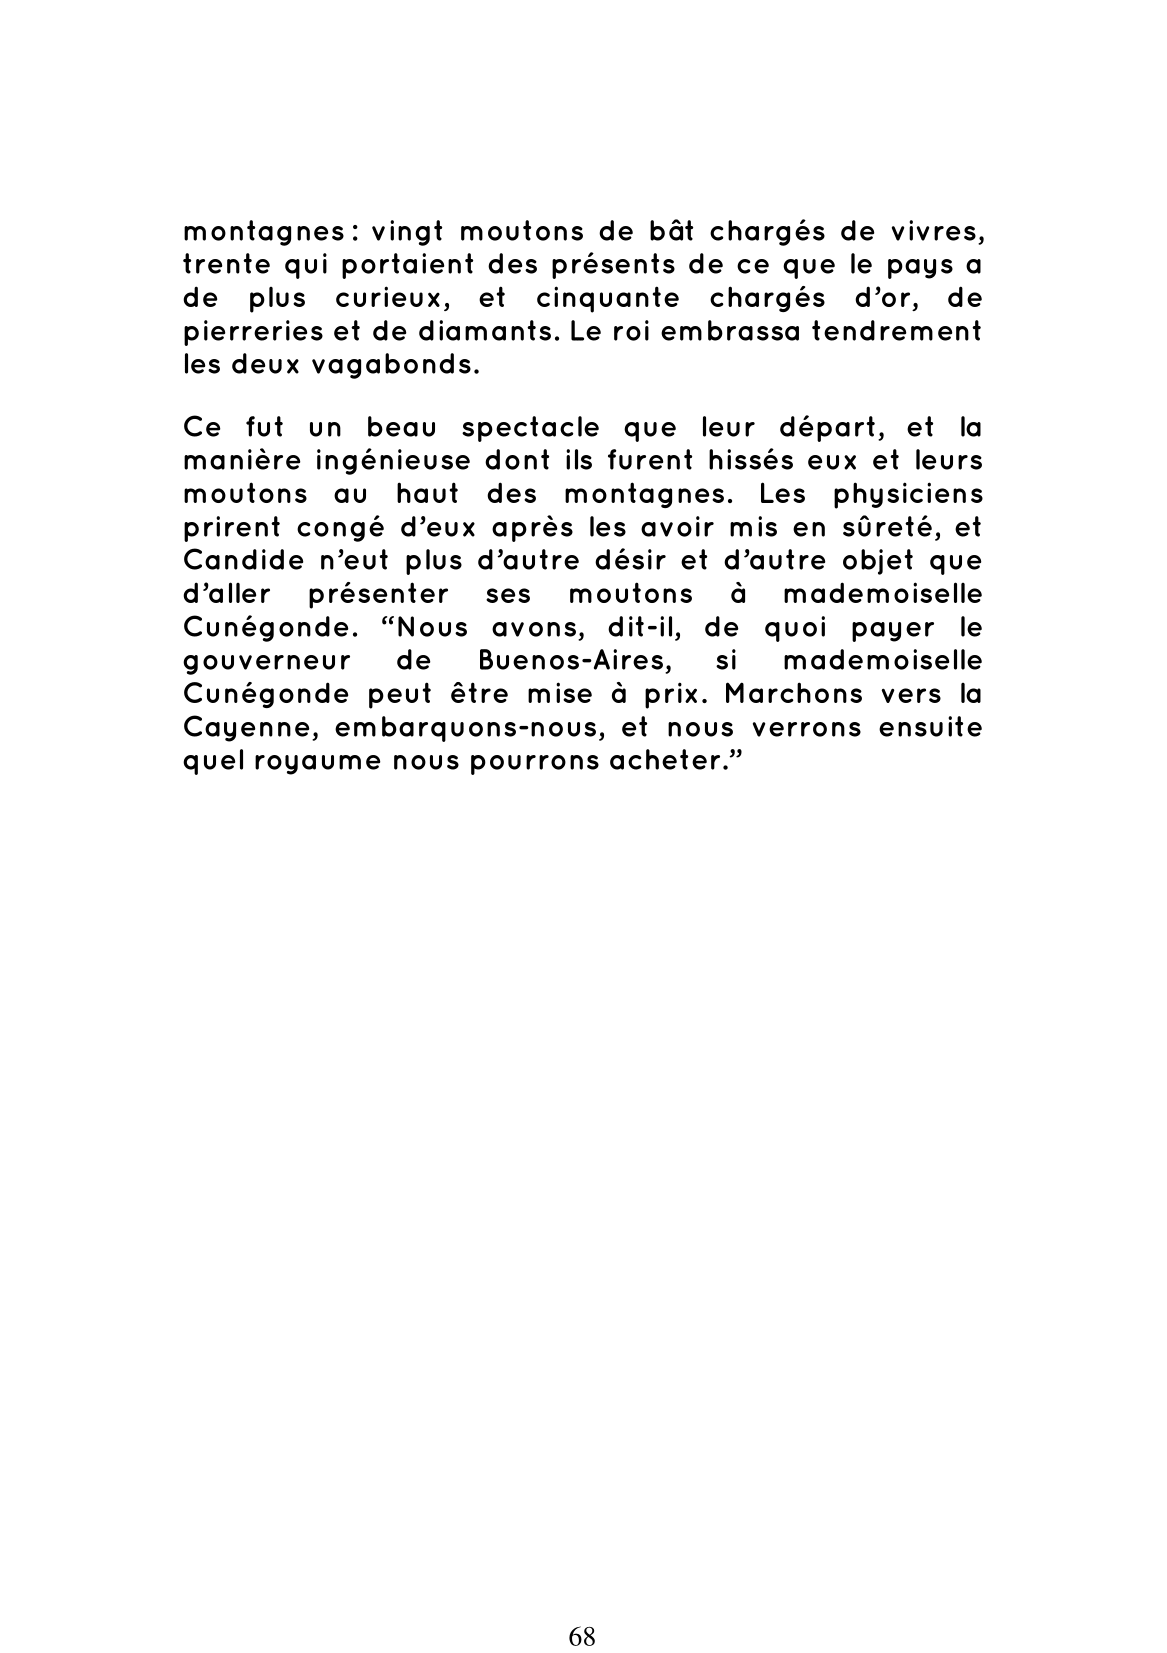 montagnes : vingt moutons de bât chargés de vivres,
trente qui portaient des présents de ce que le pays a
de plus curieux, et cinquante chargés d’or, de
pierreries et de diamants. Le roi embrassa tendrement
les deux vagabonds.
Ce fut un beau spectacle que leur départ, et la
manière ingénieuse dont ils furent hissés eux et leurs
moutons au haut des montagnes. Les physiciens
prirent congé d’eux après les avoir mis en sûreté, et
Candide n’eut plus d’autre désir et d’autre objet que
d’aller présenter ses moutons à mademoiselle
Cunégonde. “Nous avons, dit-il, de quoi payer le
gouverneur de Buenos-Aires, si mademoiselle
Cunégonde peut être mise à prix. Marchons vers la
Cayenne, embarquons-nous, et nous verrons ensuite
quel royaume nous pourrons acheter.”
68